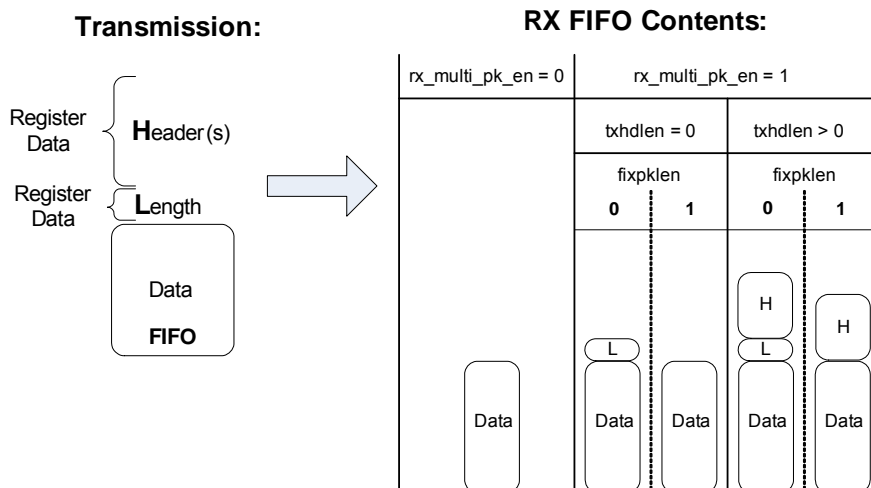 Transmission:
RX FIFO Contents:
rx_multi_pk_en = 0
rx_multi_pk_en = 1
Register
Data
Header(s)
txhdlen = 0
txhdlen > 0
Register
Data
Length
fixpklen
fixpklen
0
1
0
1
Data
FIFO
H
H
L
L
Data
Data
Data
Data
Data